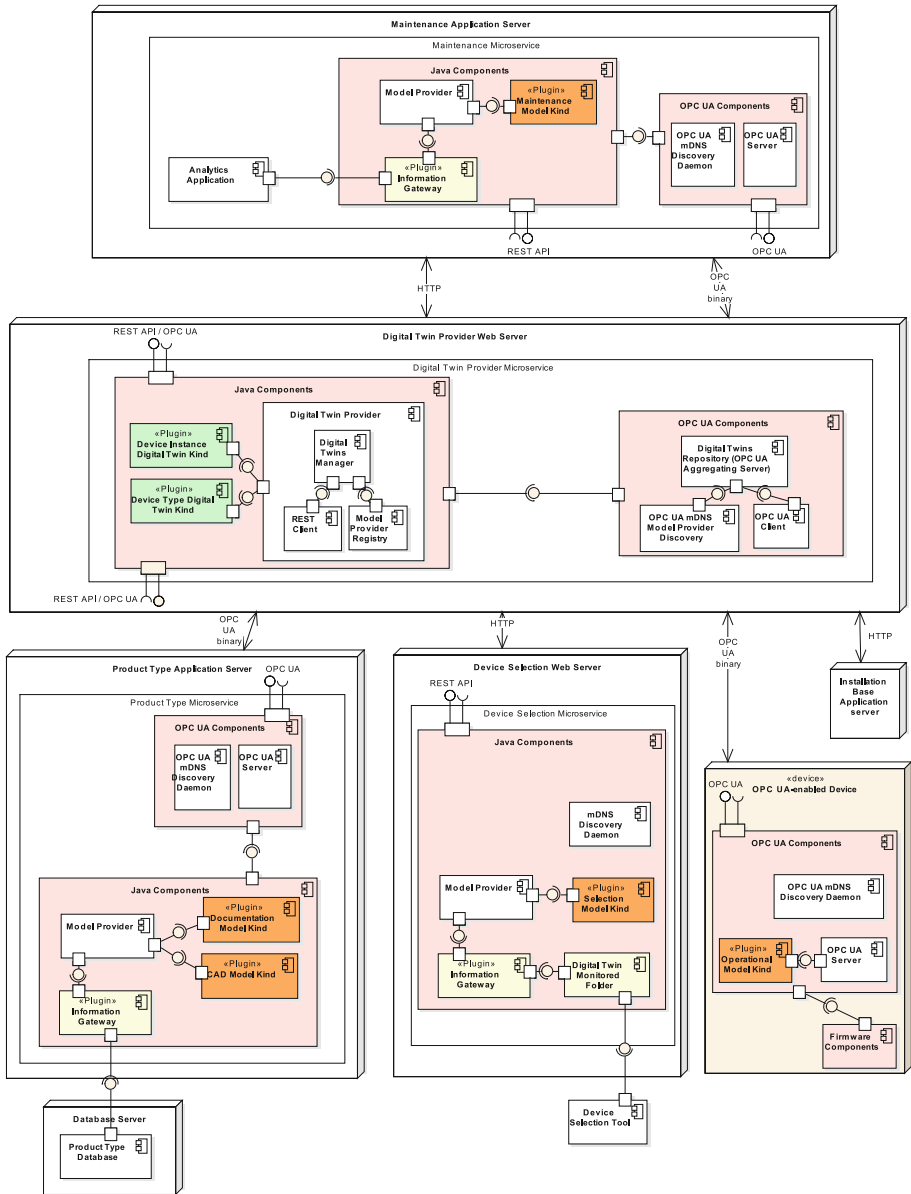 Maintenance Application Server
Maintenance Microservice
Java Components
Model Provider
«Plugin»
Maintenance
Model Kind
OPC UA Components
OPC UA
mDNS
Discovery
Daemon
OPC UA
Server
Analytics
Application
«Plugin»
Information
Gateway
REST API
OPC UA
HTTP
OPC
UA
binary
REST API / OPC UA
Digital Twin Provider Web Server
Digital Twin Provider Microservice
Java Components
Digital Twin Provider
«Plugin»
Device Instance
Digital Twin Kind
Digital
Twins
Manager
«Plugin»
Device Type Digital
Twin Kind
REST
Client
Model
Provider
Registry
OPC UA Components
Digital Twins
Repository (OPC UA
Aggregating Server)
OPC UA mDNS
Model Provider
Discovery
OPC UA
Client
REST API / OPC UA
OPC
UA
binary
HTTP
OPC
UA
binary
HTTP
Product Type Application Server
OPC UA
Product Type Microservice
OPC UA Components
OPC UA
mDNS
Discovery
Daemon
OPC UA
Server
Java Components
Model Provider
«Plugin»
Documentation
Model Kind
«Plugin»
CAD Model Kind
«Plugin»
Information
Gateway
Database Server
Product Type
Database
Device Selection Web Server
REST API
Device Selection Microservice
Java Components
mDNS
Discovery
Daemon
Model Provider
«Plugin»
Selection
Model Kind
«Plugin»
Information
Gateway
Digital Twin
Monitored
Folder
Device
Selection Tool
Installation
Base
Application
server
«device»
OPC UA-enabled Device
OPC UA
OPC UA Components
OPC UA mDNS
Discovery Daemon
«Plugin»
Operational
Model Kind
OPC UA
Server
Firmware
Components